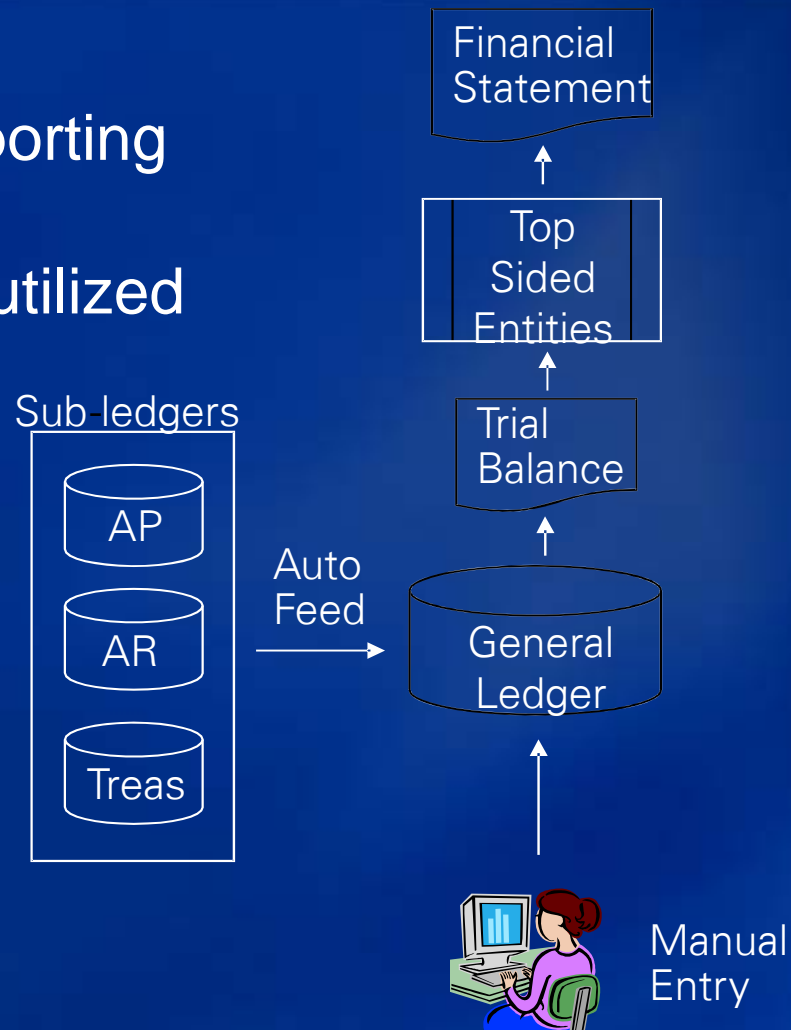 porting
utilized
Financial
Statement
Top
Sided
Entities
Trial
Balance
Sub-ledgers
AP
AR
Treas
Auto
Feed
General
Ledger
Manual
Entry